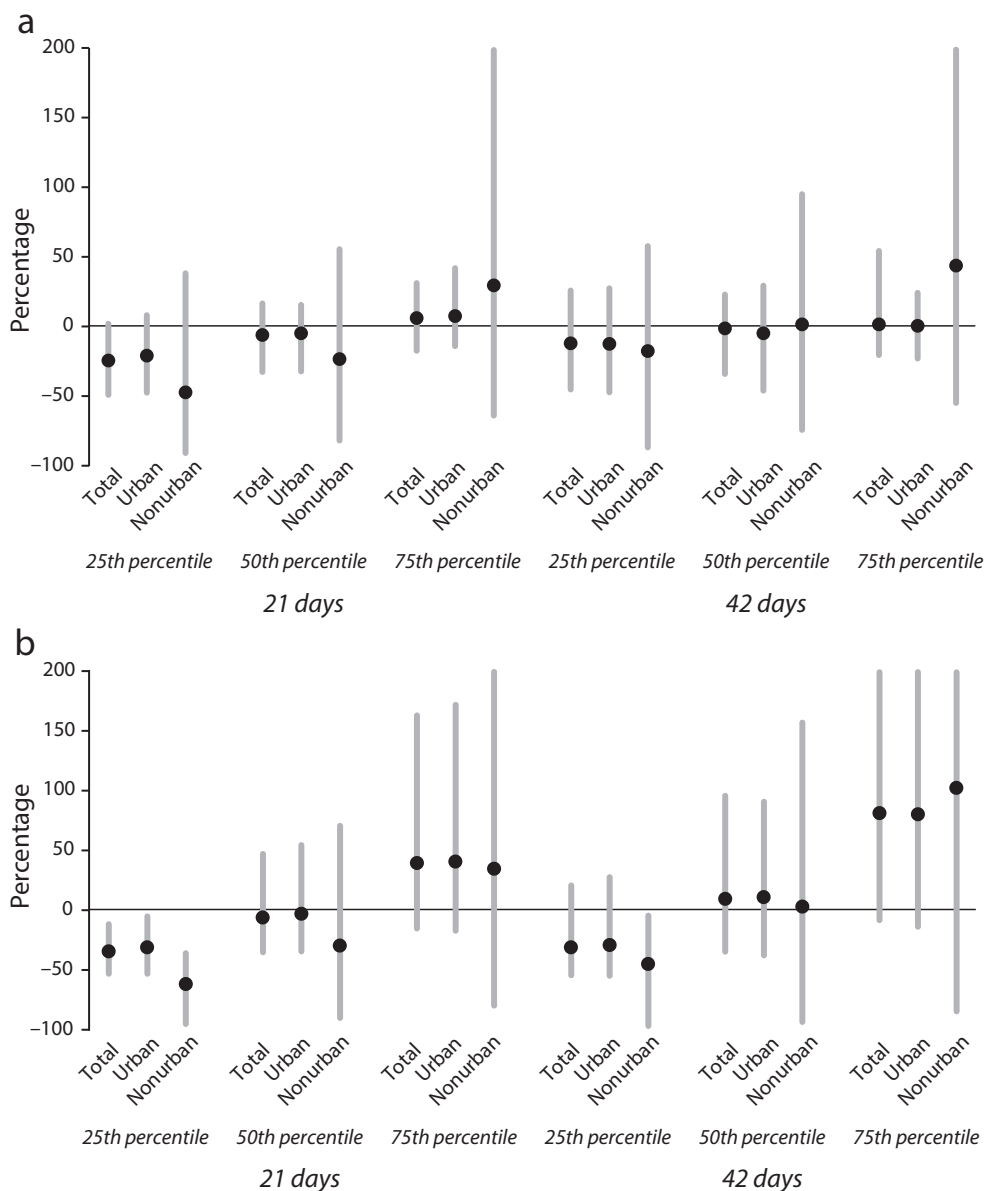 a
Percentage
200
150
100
50
0
−50
−100
Total Urban Nonurban Total Urban Nonurban Total Urban Nonurban Total Urban Nonurban Total Urban Nonurban Total Urban Nonurban
25th percentile 50th percentile 75th percentile 25th percentile 50th percentile 75th percentile
21 days 42 days
b
Percentage
200
150
100
50
0
−50
−100
Total Urban Nonurban Total Urban Nonurban Total Urban Nonurban Total Urban Nonurban Total Urban Nonurban Total Urban Nonurban
25th percentile 50th percentile 75th percentile 25th percentile 50th percentile 75th percentile
21 days 42 days